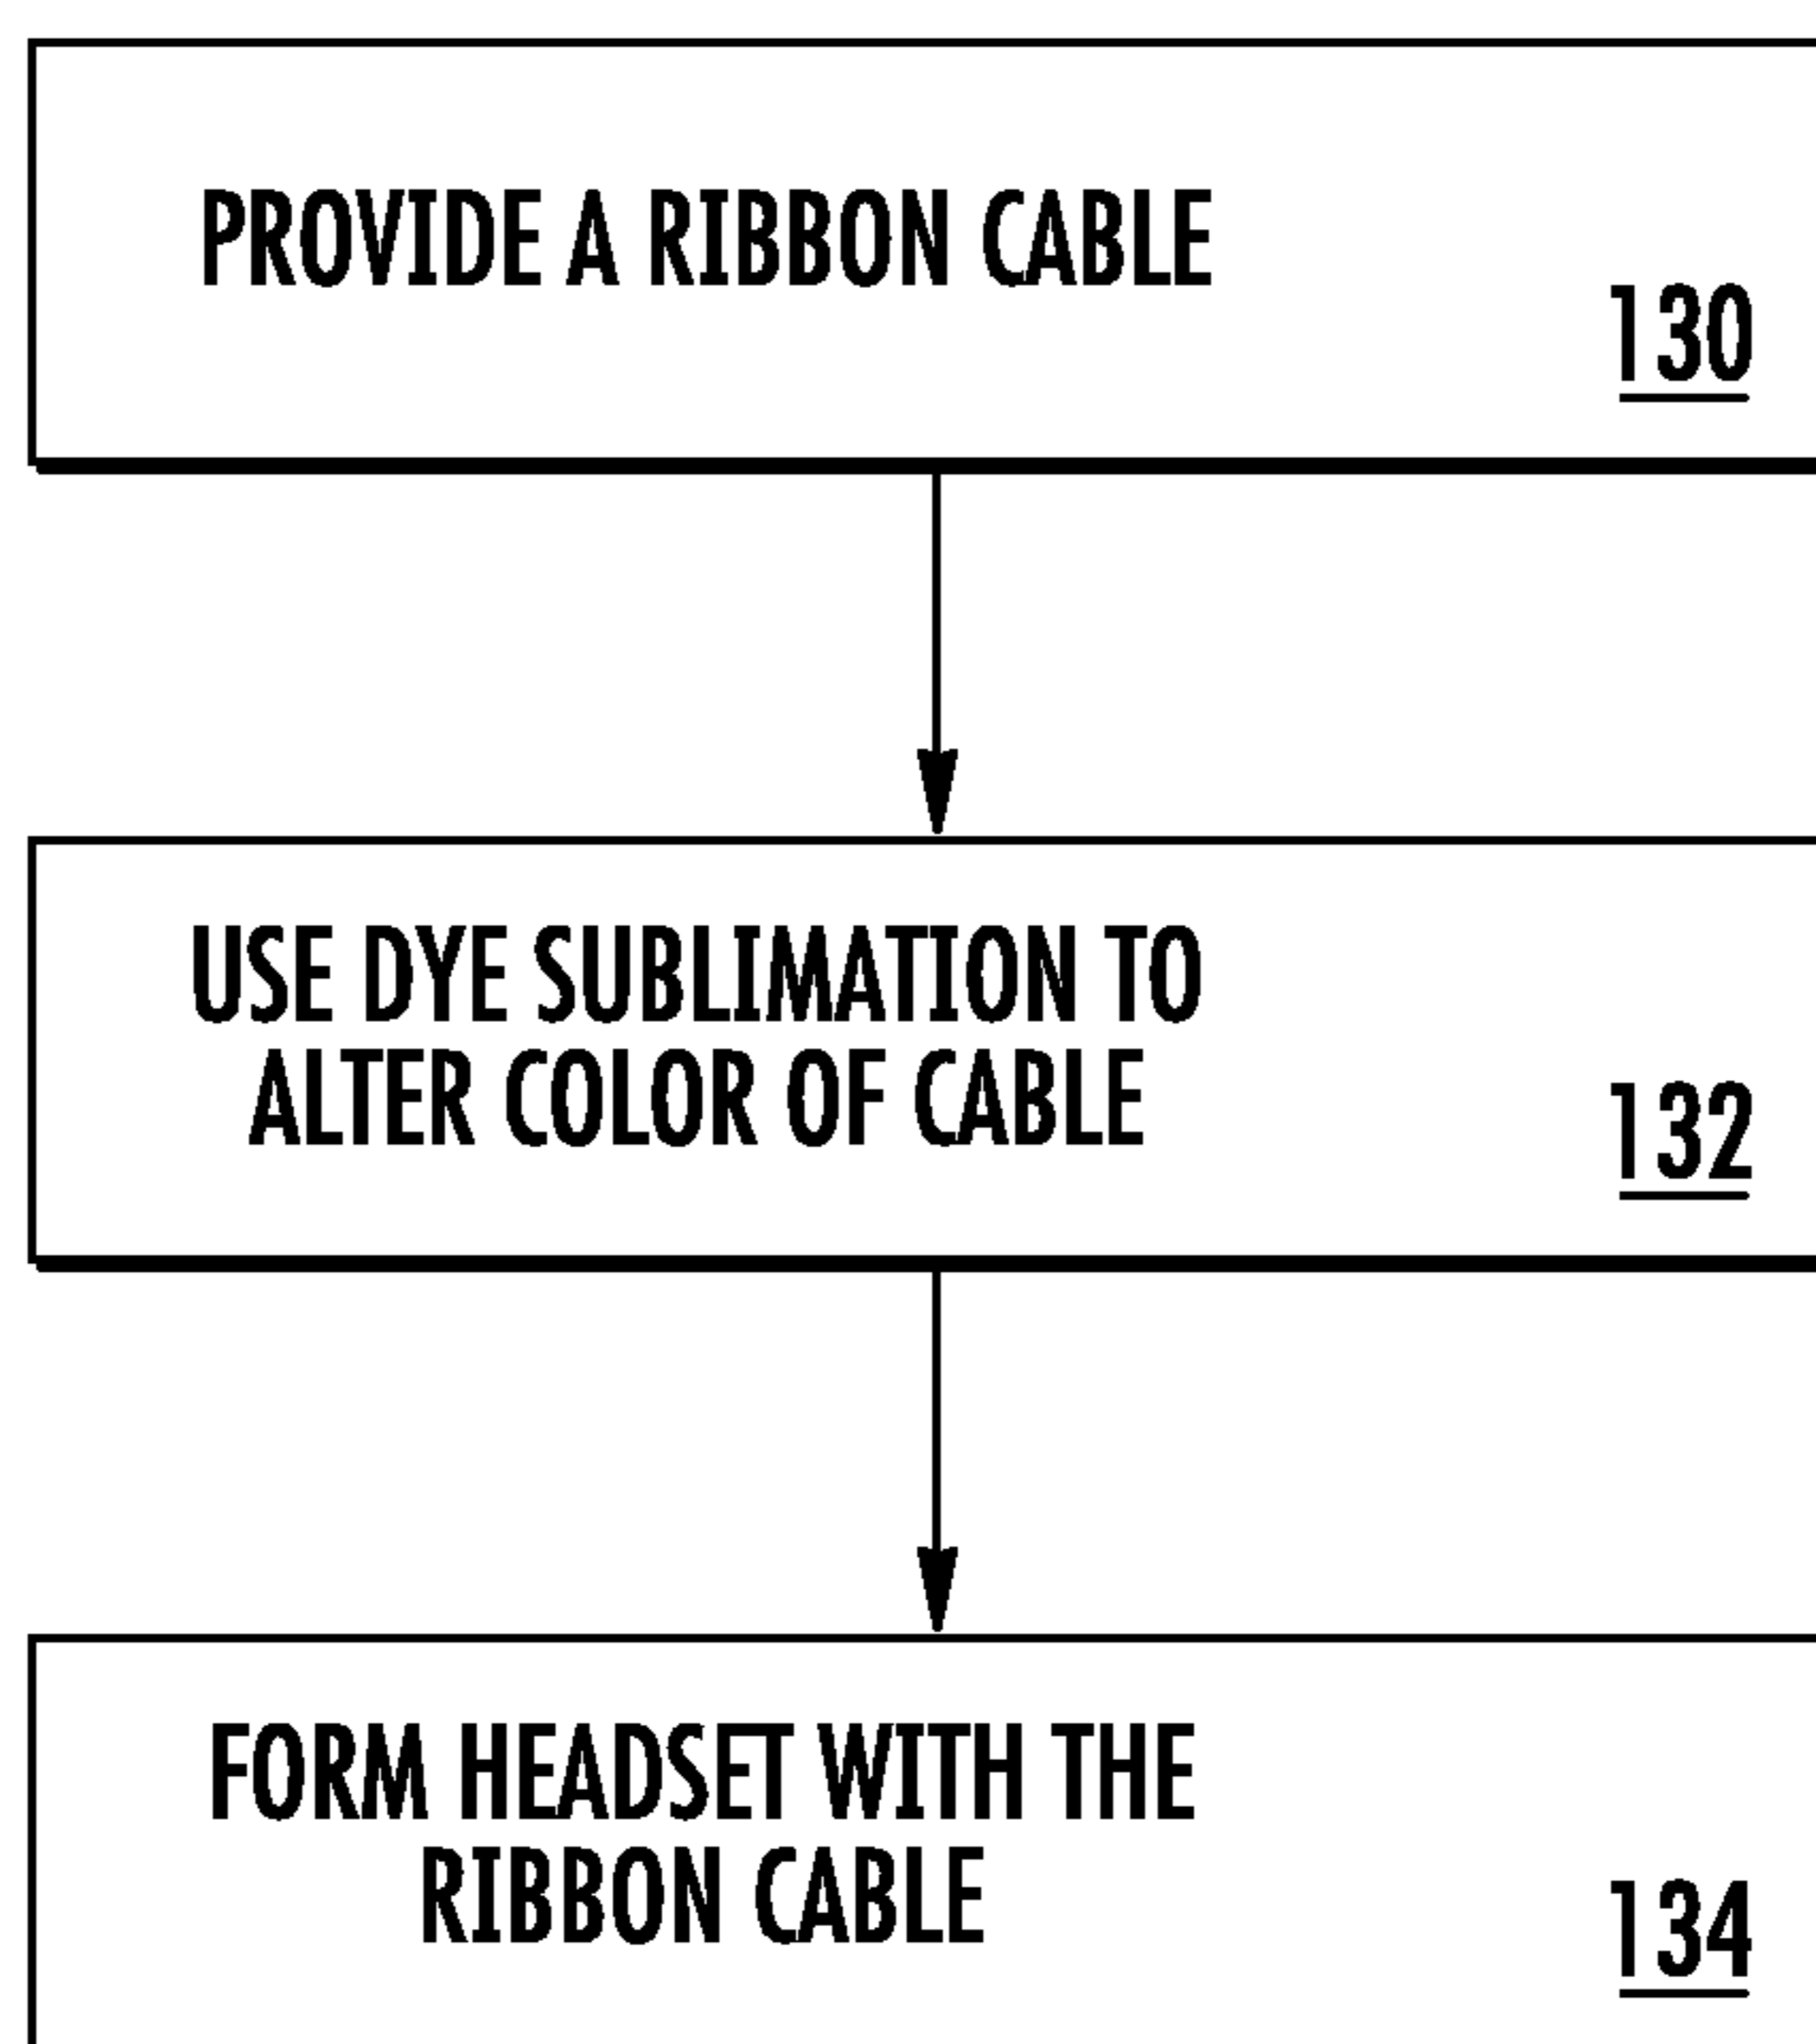 PROVIDE A RIBBON CABLE
130
USE DYE SUBLIMATION TO
ALTER COLOR OF CABLE
132
FORM HEADSET WITH THE
RIBBON CABLE
134